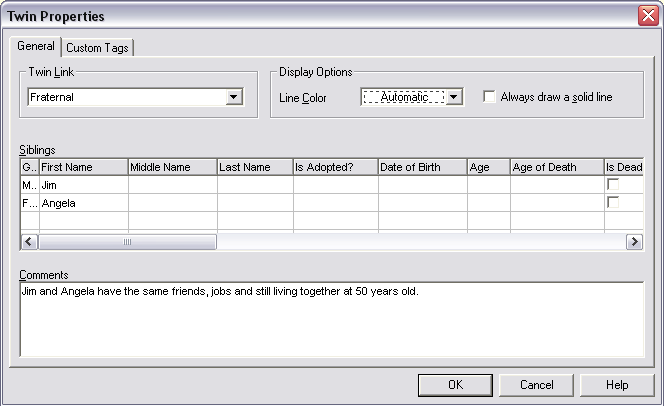 Twin Properties
General Custom Tags
Twin Link Display Options
Fraternal Line Color Automatic Always draw a solid line
Siblings
G.. First Name Middle Name Last Name Is Adopted? Date of Birth Age Age of Death Is Dead
M.. Jim
F... Angela
Comments
Jim and Angela have the same friends, jobs and still living together at 50 years old.
OK Cancel Help